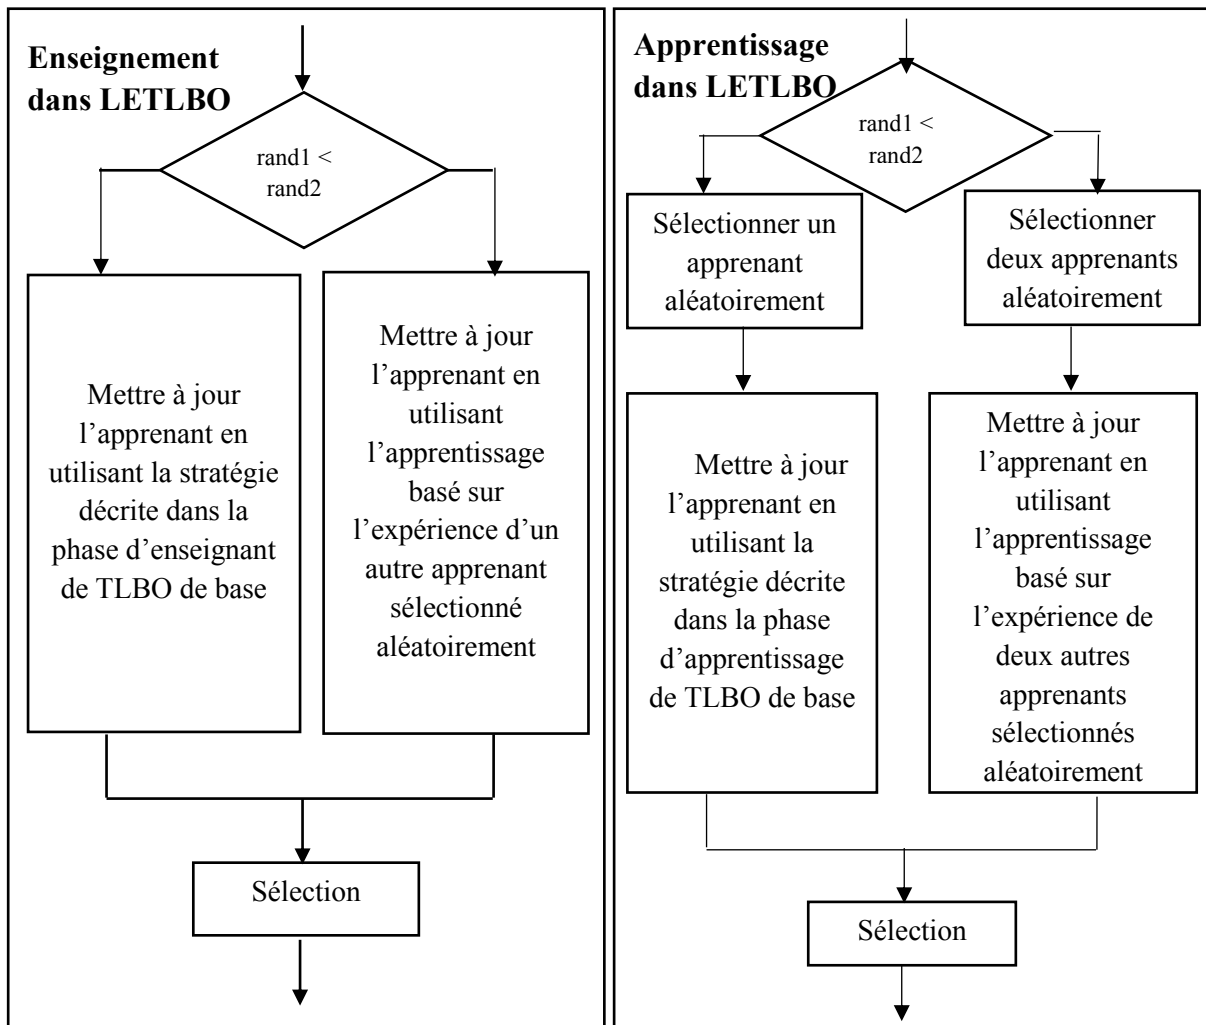 Enseignement
dans LETLBO
rand1 <
rand2
Mettre à jour
l’apprenant en
utilisant la stratégie
décrite dans la
phase d’enseignant
de TLBO de base
Mettre à jour
l’apprenant en
utilisant
l’apprentissage
basé sur
l’expérience d’un
autre apprenant
sélectionné
aléatoirement
Sélection
Apprentissage
dans LETLBO
rand1 <
rand2
Sélectionner un
apprenant
aléatoirement
Sélectionner
deux apprenants
aléatoirement
Mettre à jour
l’apprenant en
utilisant la
stratégie décrite
dans la phase
d’apprentissage
de TLBO de base
Mettre à jour
l’apprenant en
utilisant
l’apprentissage
basé sur
l’expérience de
deux autres
apprenants
sélectionnés
aléatoirement
Sélection